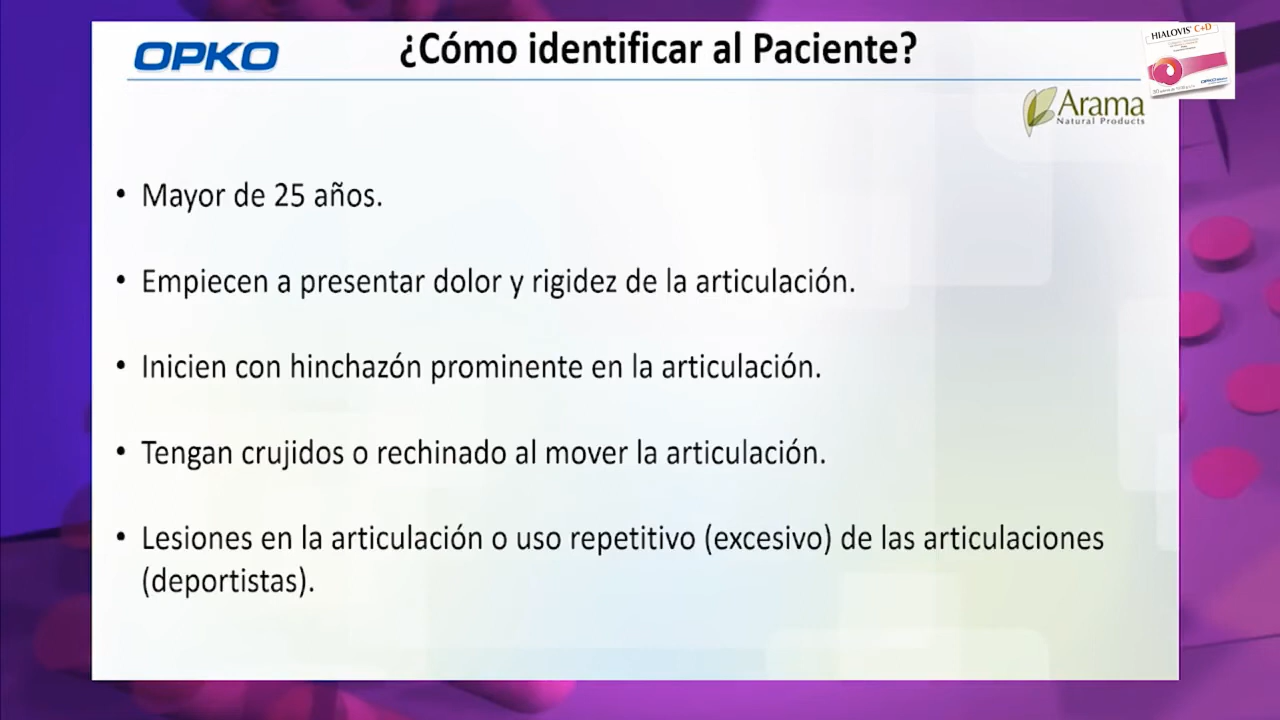 OPKO
¿Cómo identificar al Paciente?
HIALOVIS C+D
OPKO
Arama
Natural Products
• Mayor de 25 años.
• Empiecen a presentar dolor y rigidez de la articulación.
• Inicien con hinchazón prominente en la articulación.
• Tengan crujidos o rechinado al mover la articulación.
• Lesiones en la articulación o uso repetitivo (excesivo) de las articulaciones
(deportistas).